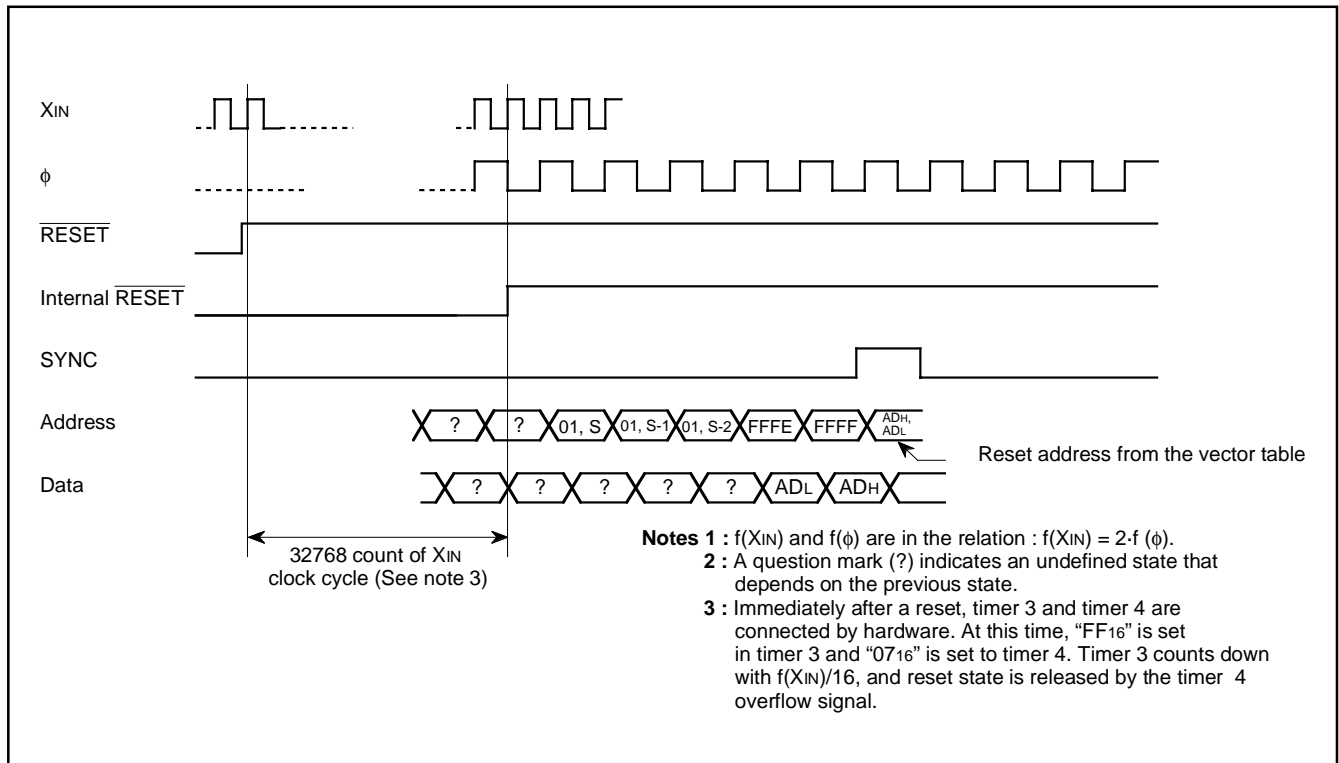 XIN
φ
RESET
Internal RESET
SYNC
Address
? ? 01, S 01, S-1 01, S-2 FFFE FFFF ADH,
ADL
Reset address from the vector table
Data
? ? ? ? ? ADL ADH
32768 count of XIN
clock cycle (See note 3)
Notes 1 : f(XIN) and f(φ) are in the relation : f(XIN) = 2·f (φ).
2 : A question mark (?) indicates an undefined state that
depends on the previous state.
3 : Immediately after a reset, timer 3 and timer 4 are
connected by hardware. At this time, “FF16” is set
in timer 3 and “0716” is set to timer 4. Timer 3 counts down
with f(XIN)/16, and reset state is released by the timer 4
overflow signal.